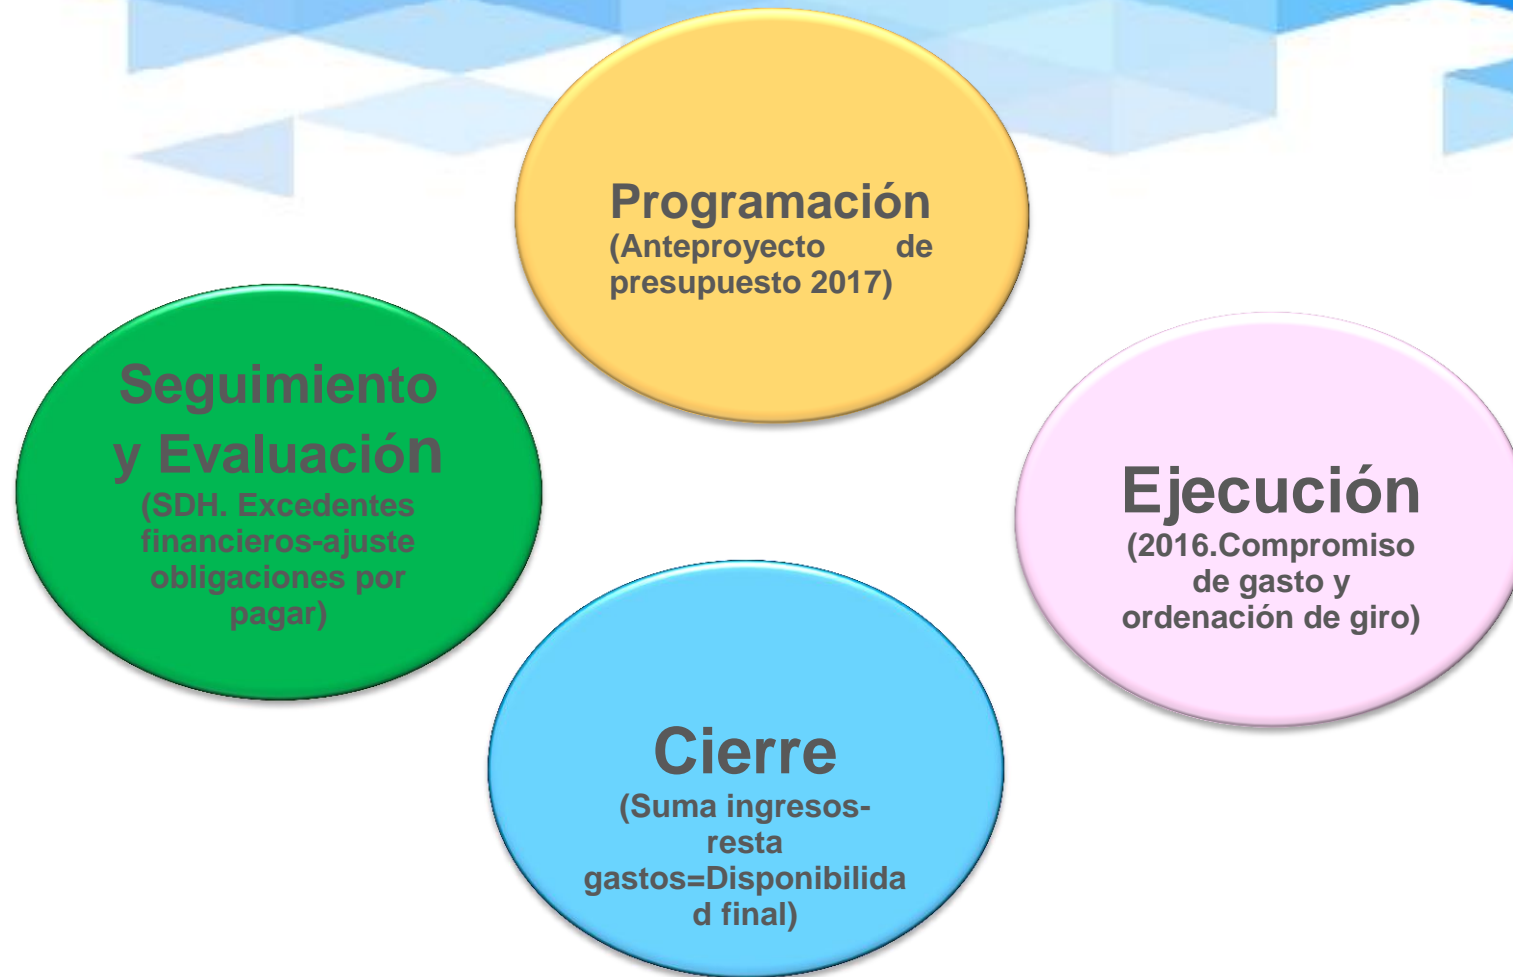 Programación
(Anteproyecto de
presupuesto 2017)
Seguimiento
y Evaluación
(SDH. Excedentes
financieros-ajuste
obligaciones por
pagar)
Ejecución
(2016.Compromiso
de gasto y
ordenación de giro)
Cierre
(Suma ingresos-
resta
gastos=Disponibilida
d final)